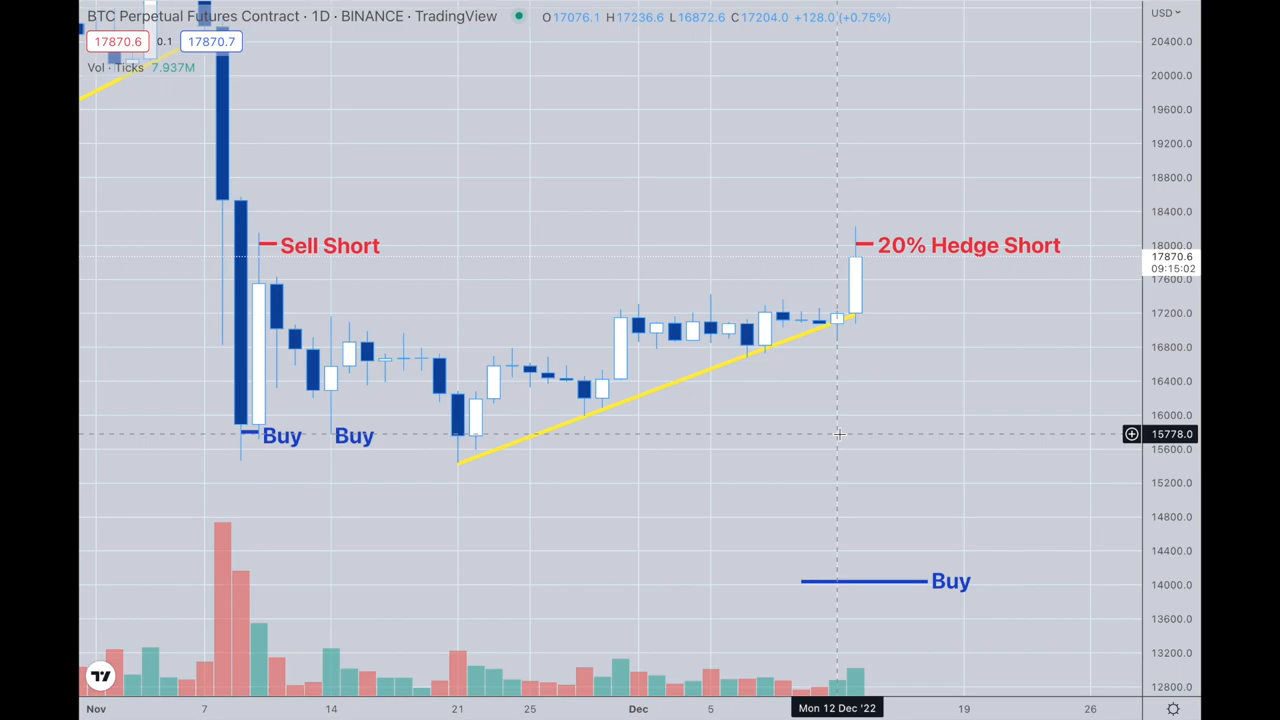 BTC Perpetual Futures Contract · 1D · BINANCE · TradingView O17076.1 H17236.6 L16872.6 C17204.0 +128.0 (+0.75%)
USD
17870.6 0.1 17870.7
Vol · Ticks 7.937M
20400.0
20000.0
19600.0
19200.0
18800.0
18400.0
18000.0
17870.6
09:15:02
17600.0
17200.0
16800.0
16400.0
16000.0
15778.0
15600.0
15200.0
14800.0
14400.0
14000.0
13600.0
13200.0
12800.0
Sell Short
20% Hedge Short
Buy
Buy
Buy
Nov 7 14 21 25 Dec 5 Mon 12 Dec '22 19 26